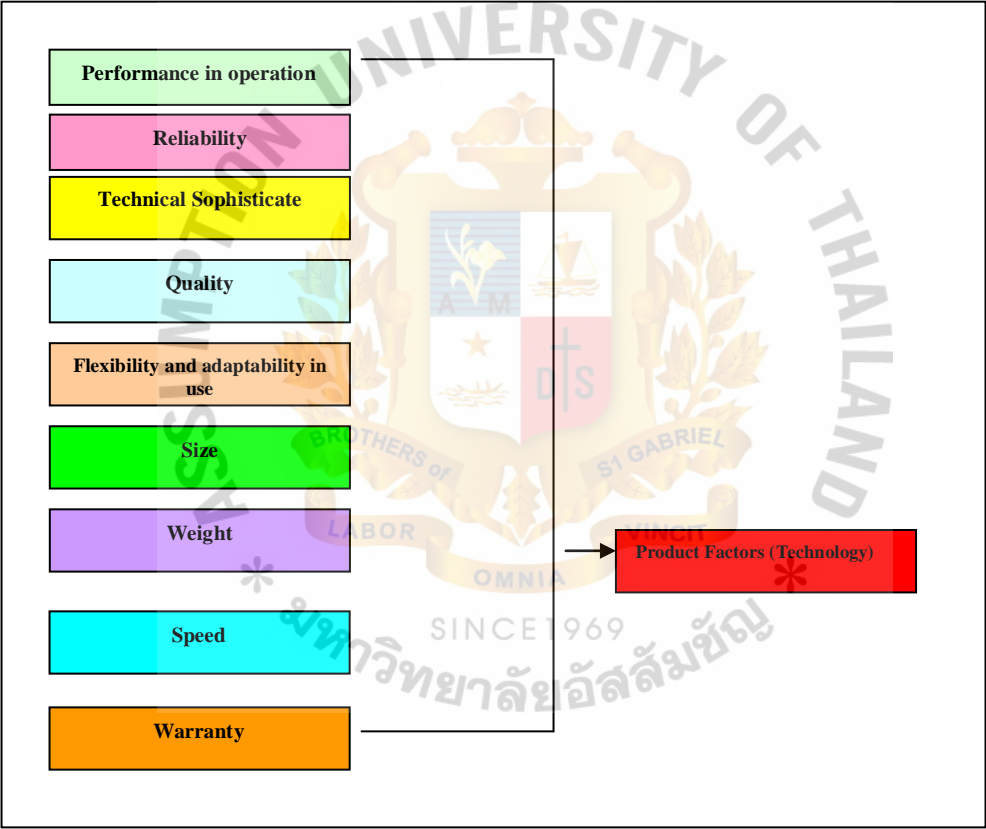 ASSUMPTION UNIVERSITY OF THAILAND
Performance in operation
Reliability
Technical Sophisticate
Quality
Flexibility and adaptability in
use
Size
Weight
Speed
Warranty
Product Factors (Technology)
A M
D S
BROTHERS of
S1 GABRIEL
LABOR
VINCIT
OMNIA
* *
SINCE1969
มหาวิทยาลัยอัสสัมชัญ